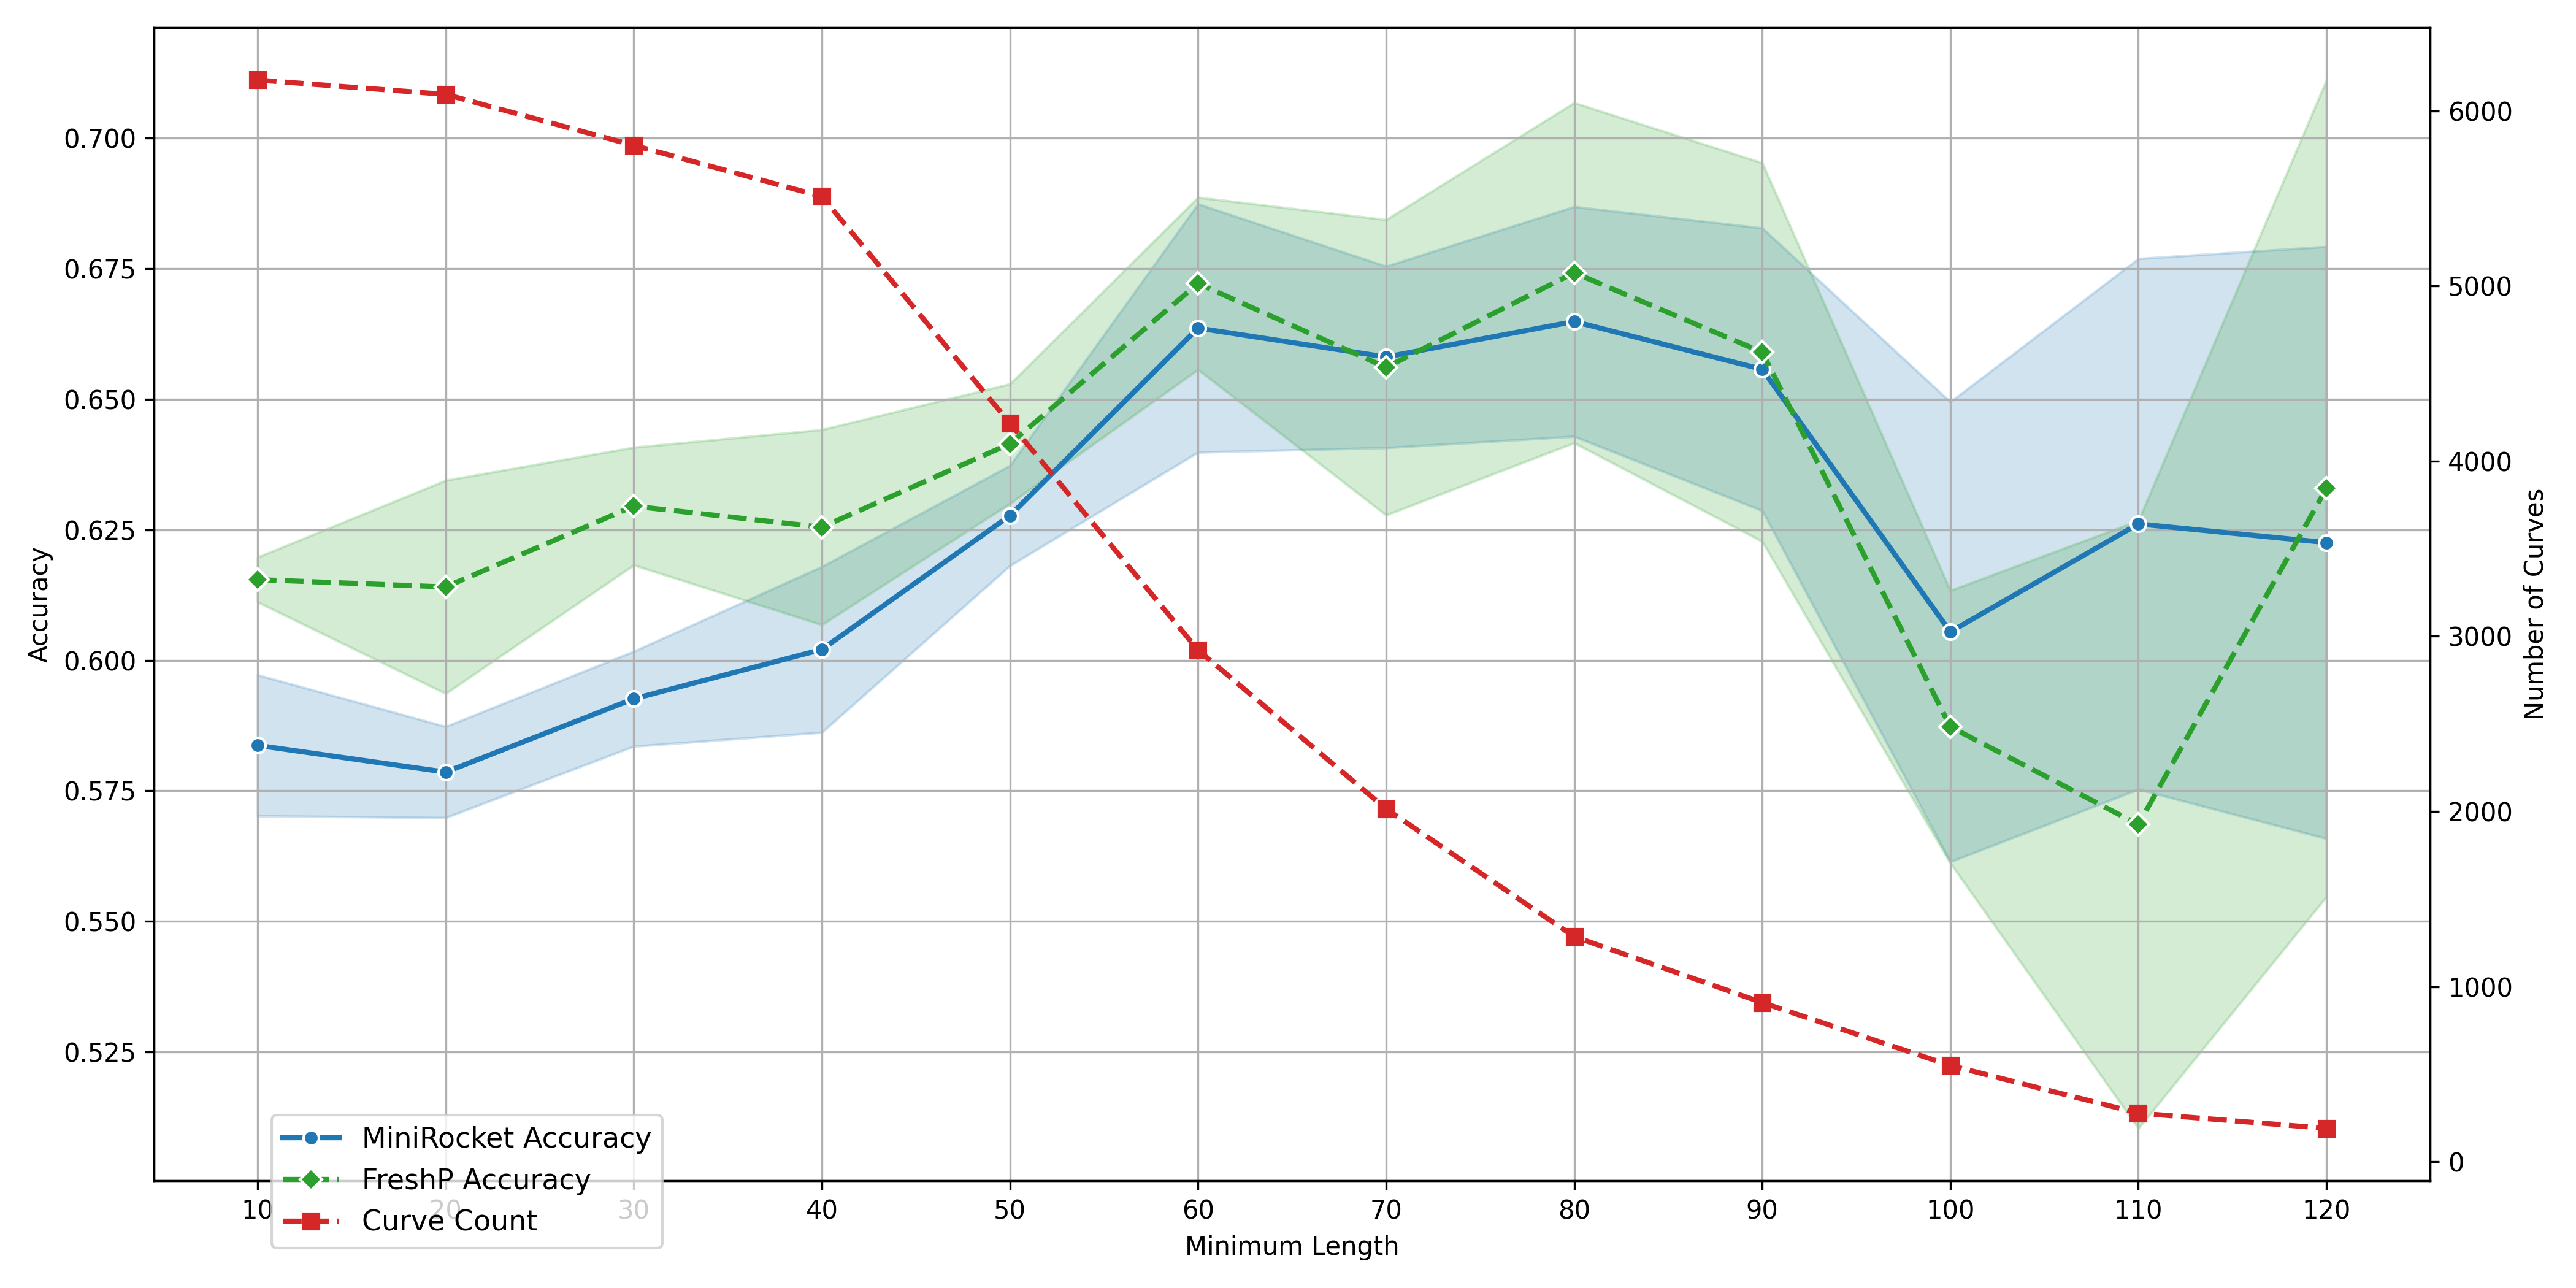 0.700
0.675
0.650
0.625
0.600
0.575
0.550
0.525
Accuracy
6000
5000
4000
3000
2000
1000
0
Number of Curves
10 20 30 40 50 60 70 80 90 100 110 120
Minimum Length
MiniRocket Accuracy
FreshP Accuracy
Curve Count